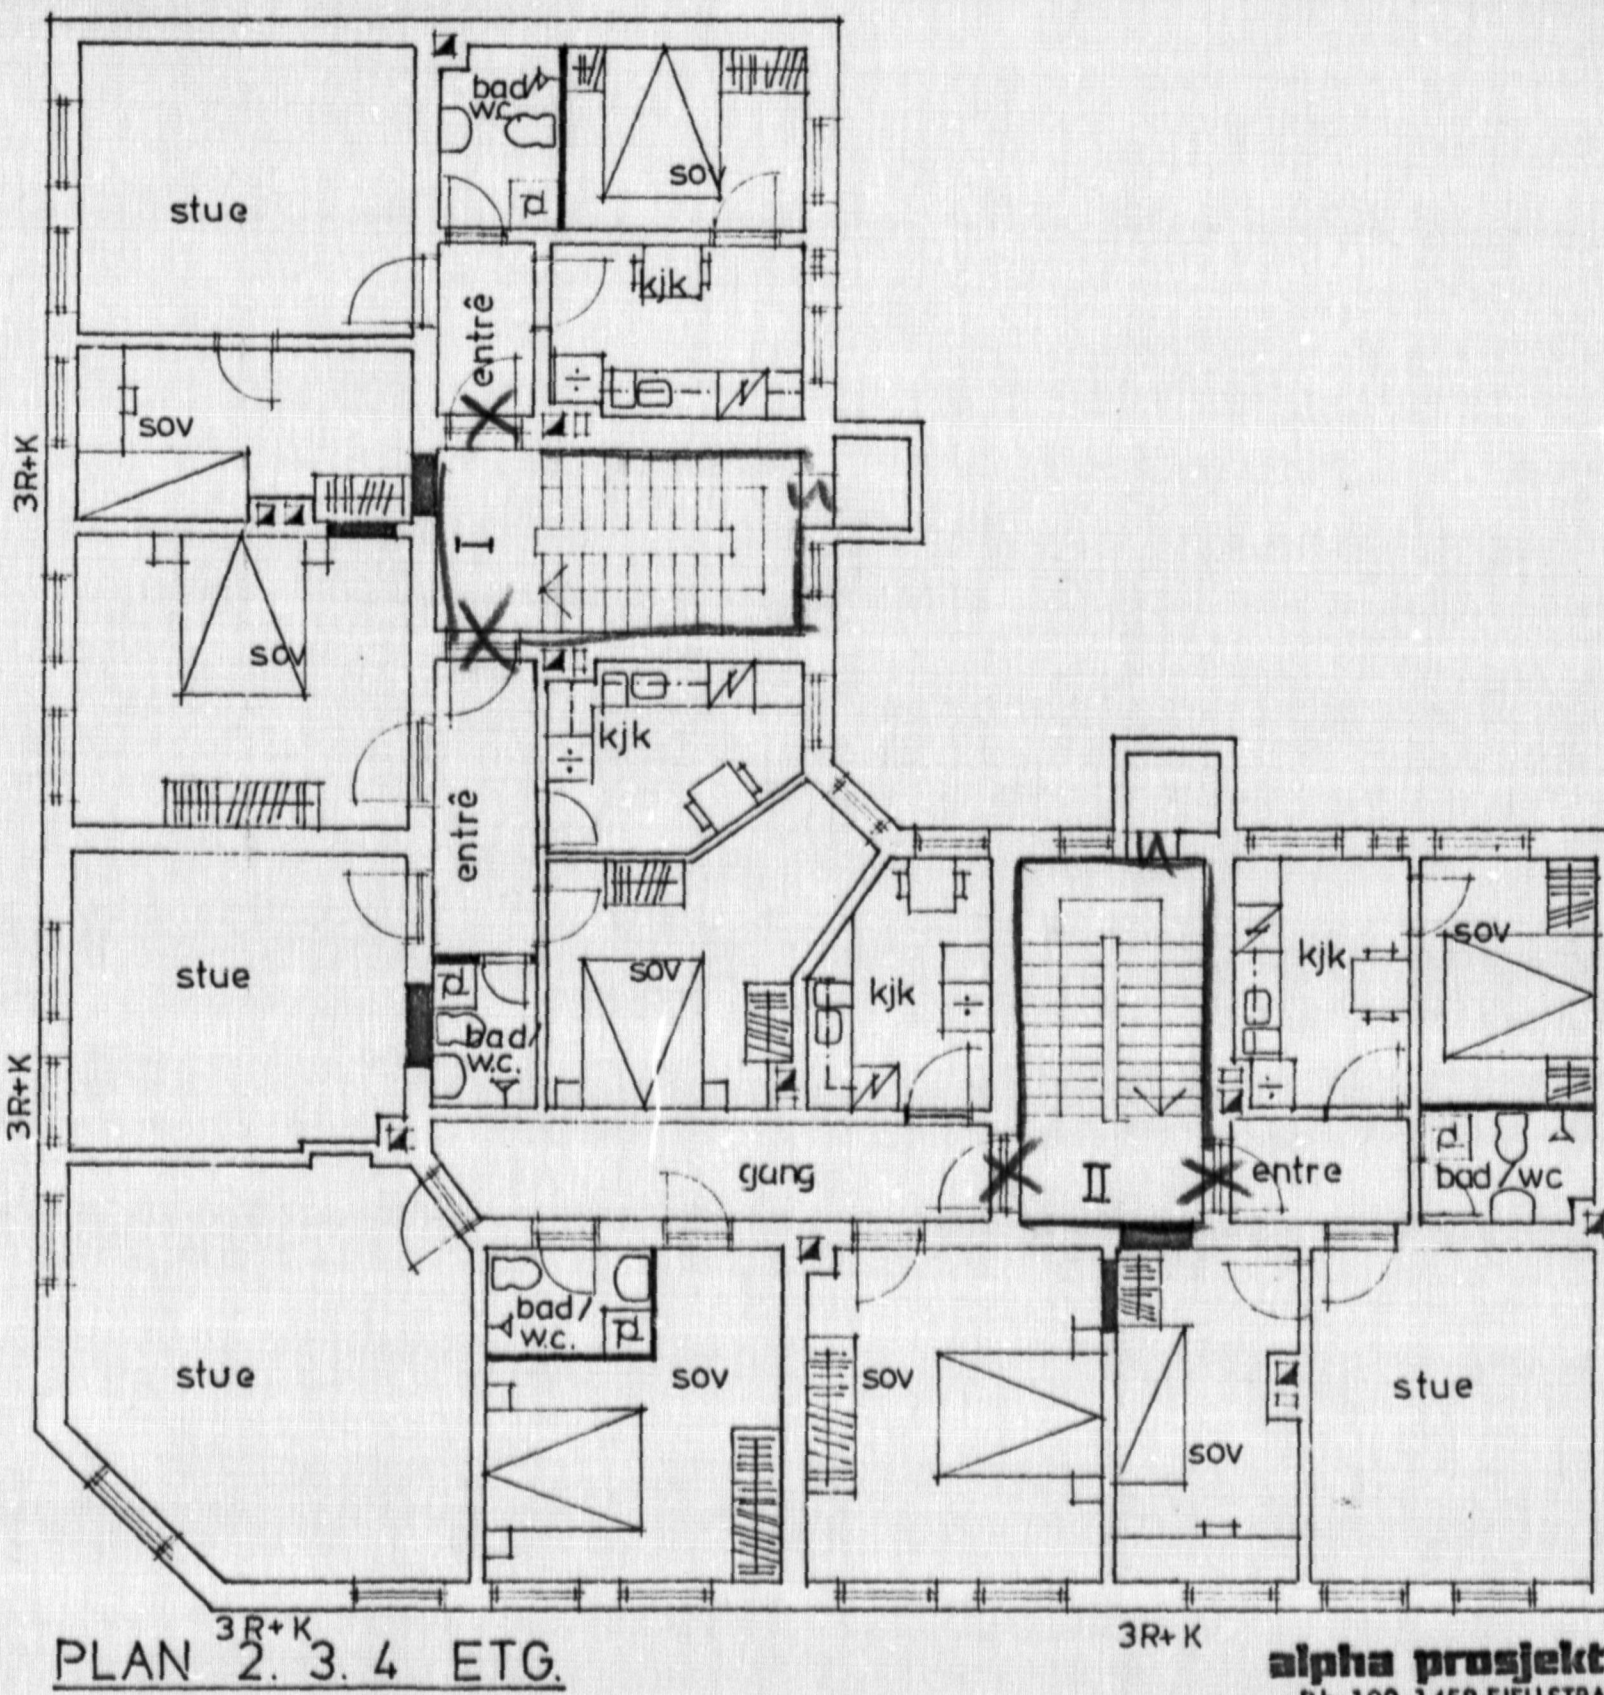 bad/
w.c.
sov
stue
kjk
entrê
sov
3R+K
I
sov
kjk
entrê
sov
kjk
sov
stue
sov
kjk
bad/
w.c.
3R+K
gang
II
entre
bad/wc
bad/
w.c.
stue
sov
sov
stue
sov
3R+K
3R+K
PLAN 2. 3. 4 ETG.
alpha prosjekt